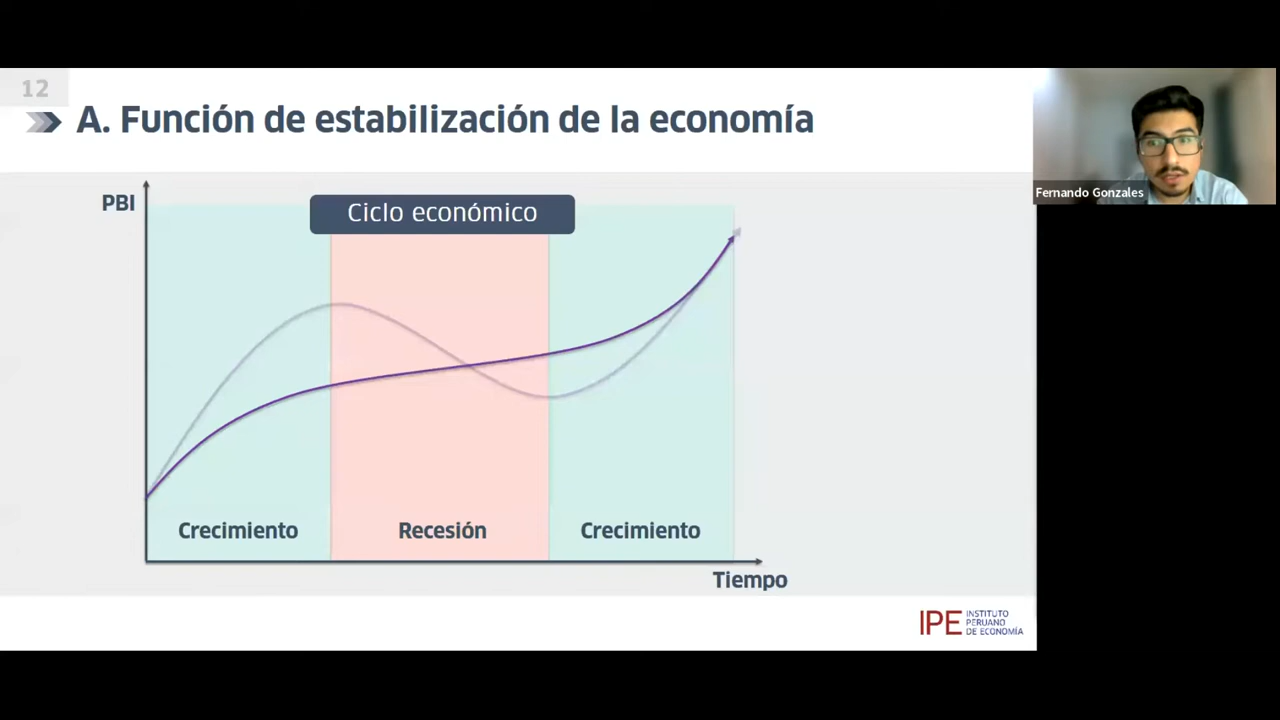 12
A. Función de estabilización de la economía
Fernando Gonzales
PBI
Ciclo económico
Crecimiento
Recesión
Crecimiento
Tiempo
IPE
INSTITUTO
PERUANO
DE ECONOMÍA